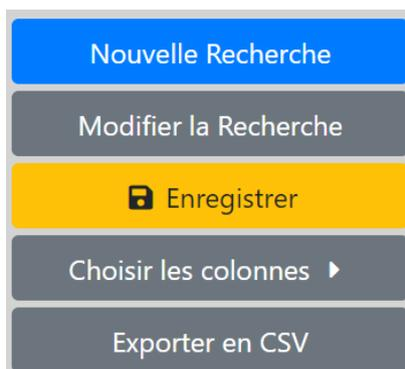 Nouvelle Recherche
Modifier la Recherche
Enregistrer
Choisir les colonnes
Exporter en CSV